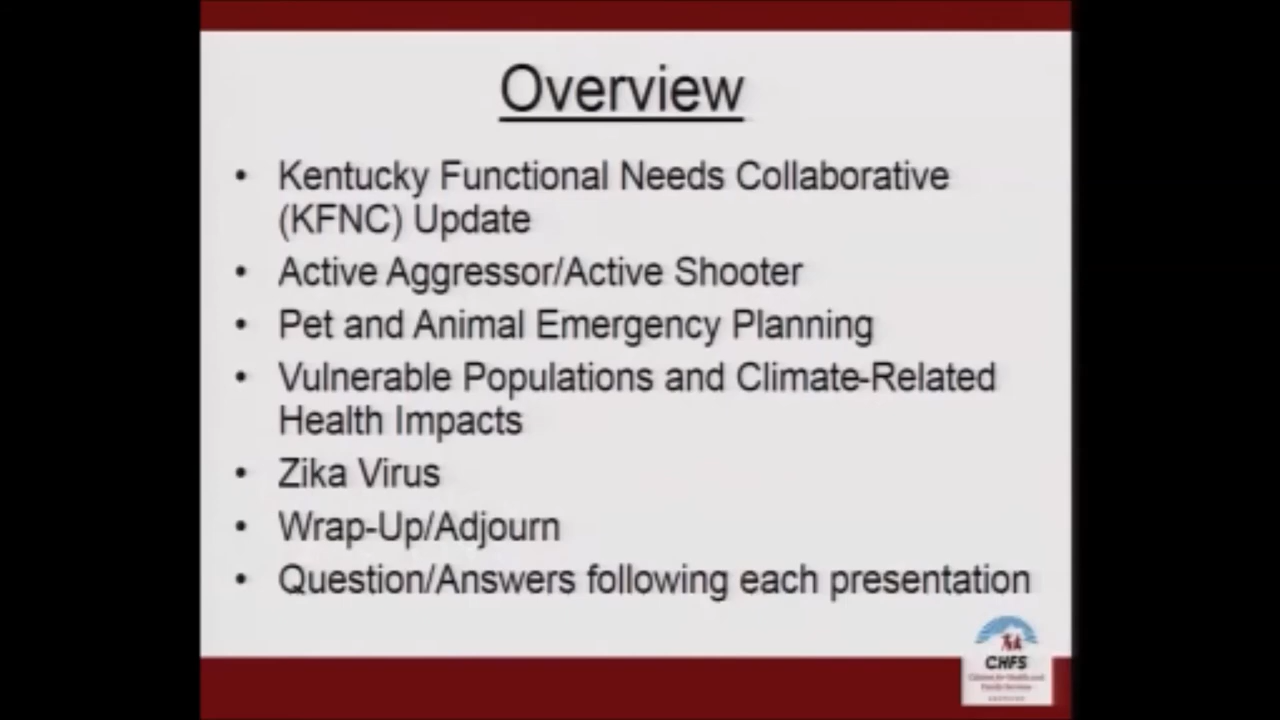 Overview
• Kentucky Functional Needs Collaborative
(KFNC) Update
• Active Aggressor/Active Shooter
• Pet and Animal Emergency Planning
• Vulnerable Populations and Climate-Related
Health Impacts
• Zika Virus
• Wrap-Up/Adjourn
• Question/Answers following each presentation
CHFS